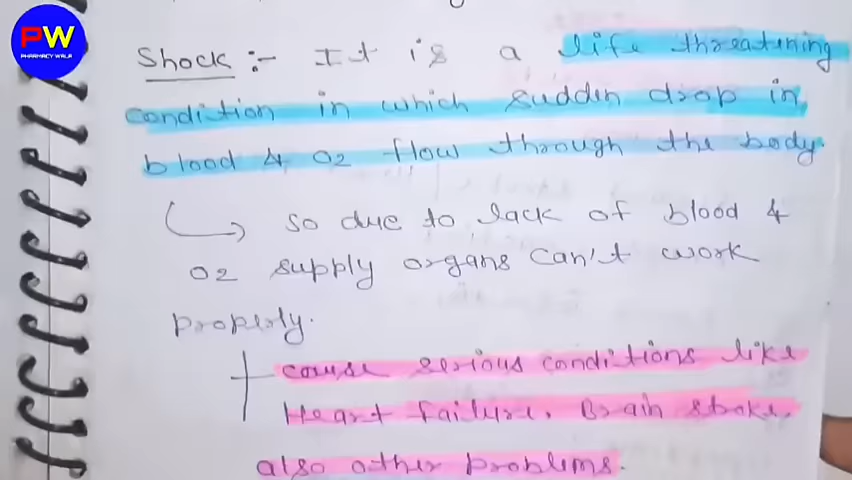 PW
PHARMACY WALA
Shock :- It is a life threatening
condition in which sudden drop in
blood & O2 flow through the body.
so due to lack of blood &
O2 supply organs can't work
properly.
+ cause serious conditions like
Heart failure, Brain stroke,
also other problems.